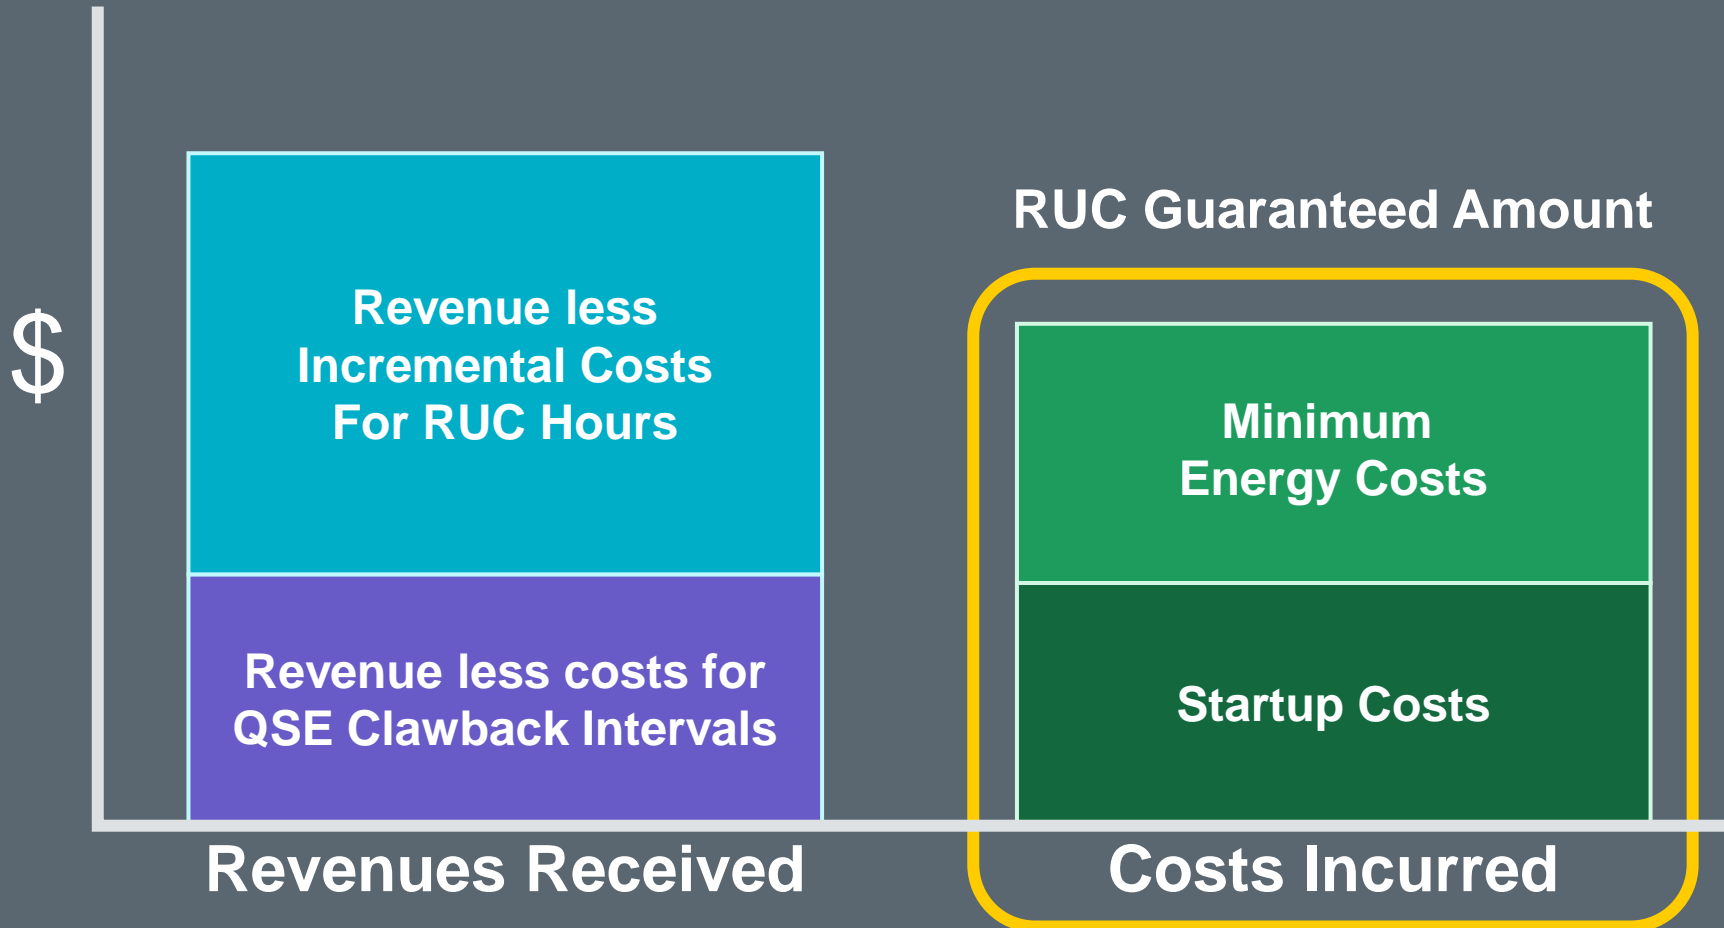 $
Revenue less
Incremental Costs
For RUC Hours
Revenue less costs for
QSE Clawback Intervals
Revenues Received
RUC Guaranteed Amount
Minimum
Energy Costs
Startup Costs
Costs Incurred